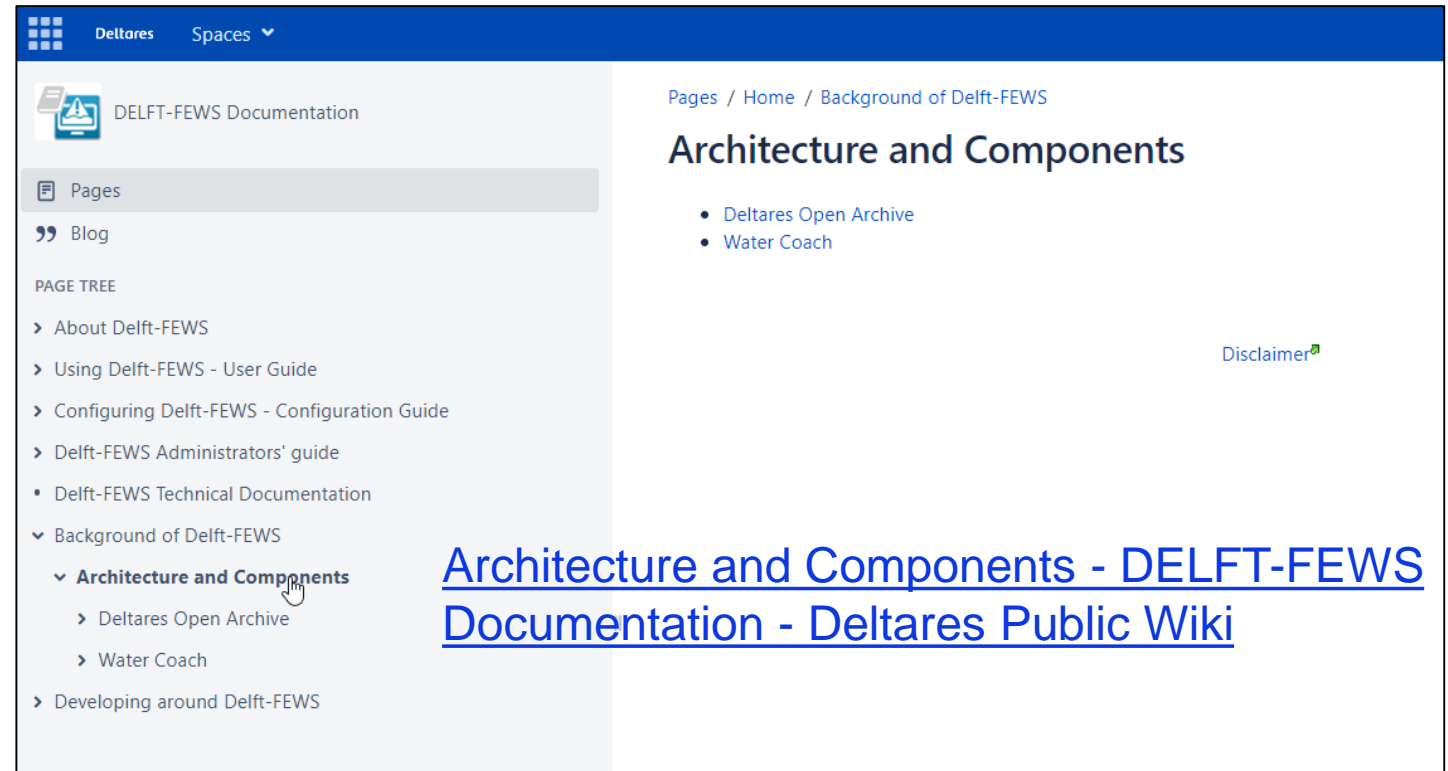 Deltares Spaces
DELFT-FEWS Documentation
Pages
Blog
PAGE TREE
About Delft-FEWS
Using Delft-FEWS - User Guide
Configuring Delft-FEWS - Configuration Guide
Delft-FEWS Administrators' guide
Delft-FEWS Technical Documentation
Background of Delft-FEWS
Architecture and Components
Deltares Open Archive
Water Coach
Developing around Delft-FEWS
Pages / Home / Background of Delft-FEWS
Architecture and Components
• Deltares Open Archive
• Water Coach
Disclaimer
Architecture and Components - DELFT-FEWS
Documentation - Deltares Public Wiki